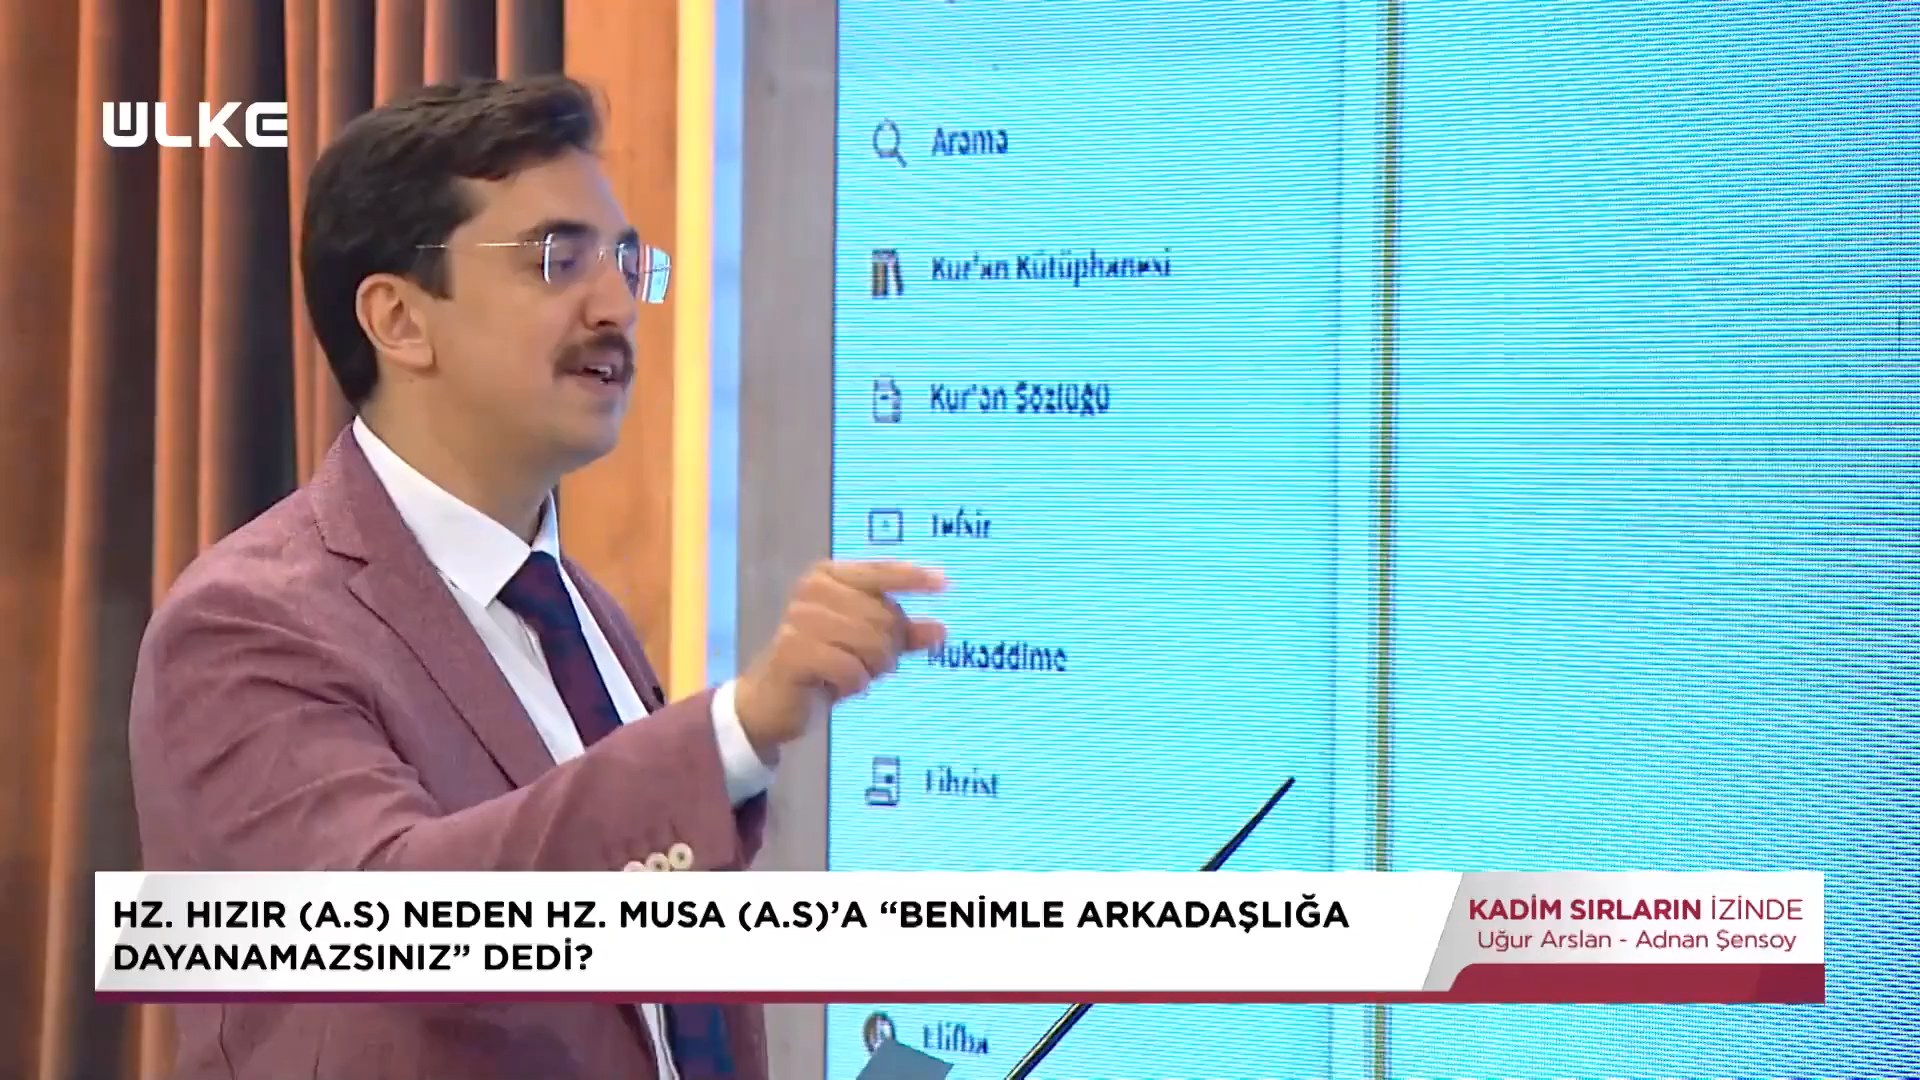 ULKE
Arama
Kur'an Kütüphanesi
Kur'an Sözlüğü
Tefsir
Mukaddime
Fihrist
HZ. HIZIR (A.S) NEDEN HZ. MUSA (A.S)’A “BENİMLE ARKADAŞLIĞA
DAYANAMAZSINIZ” DEDİ?
KADİM SIRLARIN İZİNDE
Uğur Arslan - Adnan Şensoy
Elifba